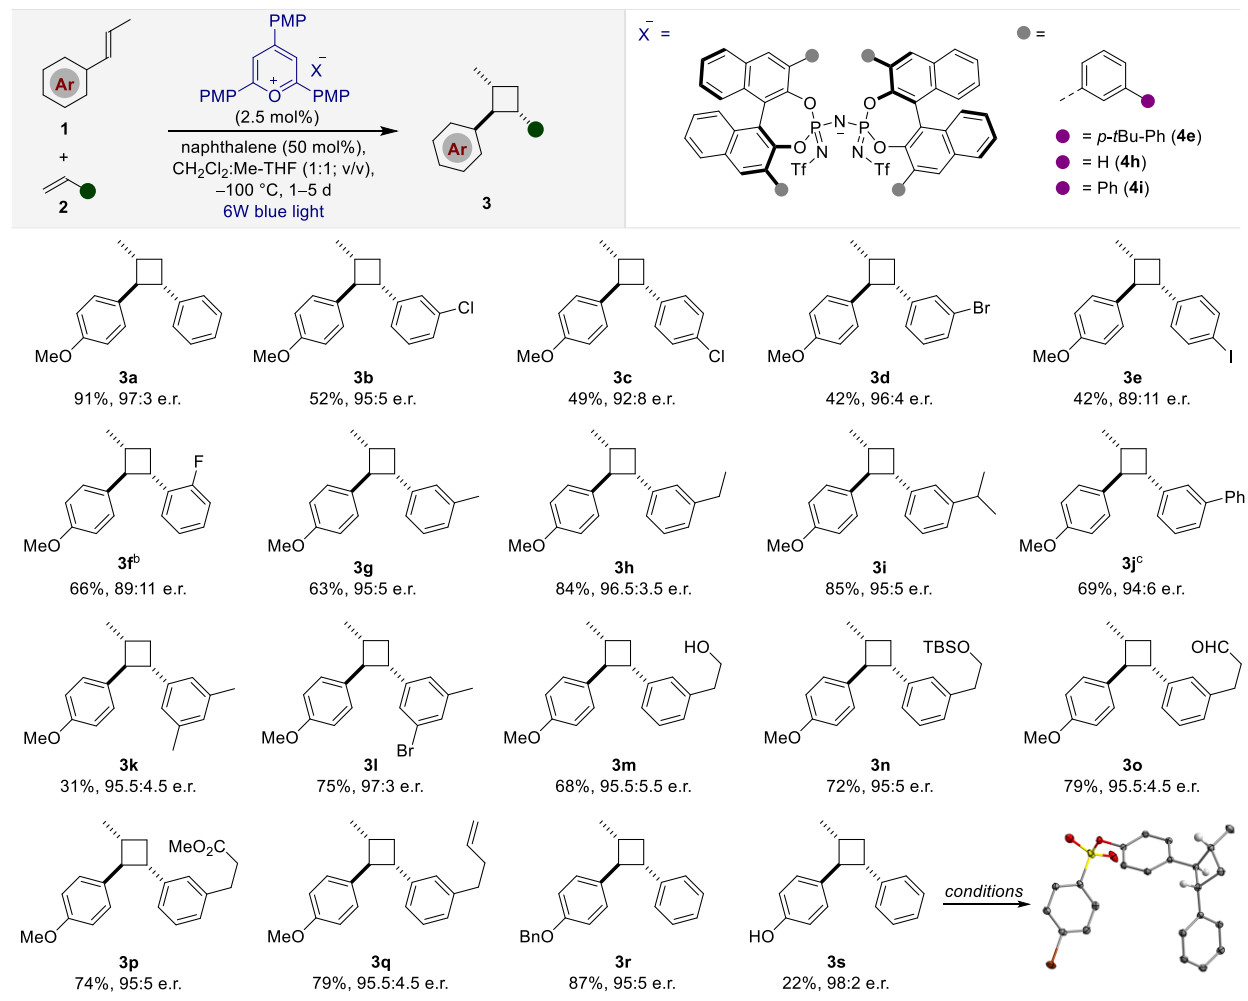 PMP
PMP
PMP
O
+
X
−
Ar
1
+
2
(2.5 mol%)
naphthalene (50 mol%),
CH2Cl2:Me-THF (1:1; v/v),
–100 °C, 1–5 d
6W blue light
Ar
3
X− =
O
O
P
N
−
P
O
O
N
N
Tf
Tf
=
= p-tBu-Ph (4e)
= H (4h)
= Ph (4i)
MeO
3a
91%, 97:3 e.r.
Cl
MeO
3b
52%, 95:5 e.r.
MeO
Cl
3c
49%, 92:8 e.r.
Br
MeO
3d
42%, 96:4 e.r.
MeO
I
3e
42%, 89:11 e.r.
F
MeO
3fb
66%, 89:11 e.r.
MeO
3g
63%, 95:5 e.r.
MeO
3h
84%, 96.5:3.5 e.r.
MeO
3i
85%, 95:5 e.r.
Ph
MeO
3jc
69%, 94:6 e.r.
MeO
3k
31%, 95.5:4.5 e.r.
MeO
Br
3l
75%, 97:3 e.r.
HO
MeO
3m
68%, 95.5:5.5 e.r.
TBSO
MeO
3n
72%, 95:5 e.r.
OHC
MeO
3o
79%, 95.5:4.5 e.r.
MeO2C
MeO
3p
74%, 95:5 e.r.
MeO
3q
79%, 95.5:4.5 e.r.
BnO
3r
87%, 95:5 e.r.
HO
3s
22%, 98:2 e.r.
conditions